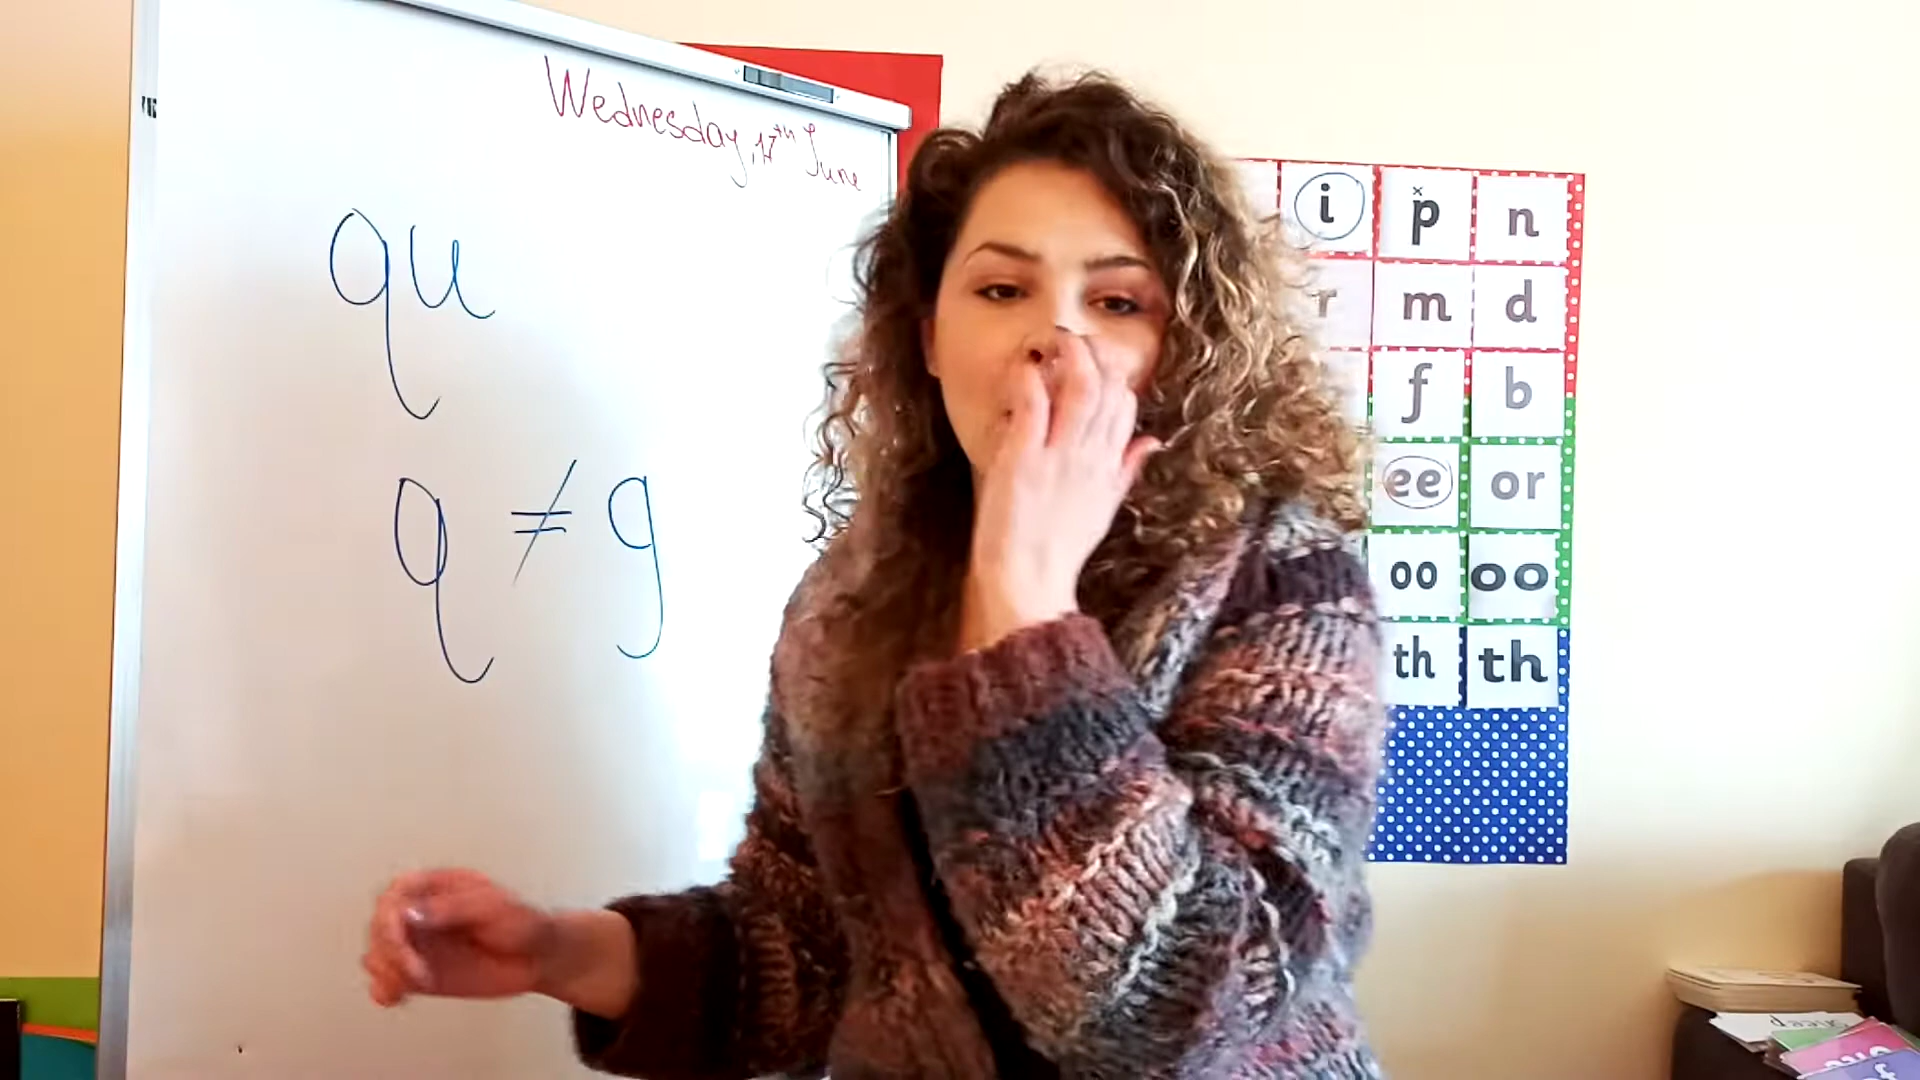 Wednesday, 17th June
qu
q ≠ g
i p n
r m d
f b
ee or
oo oo
th th